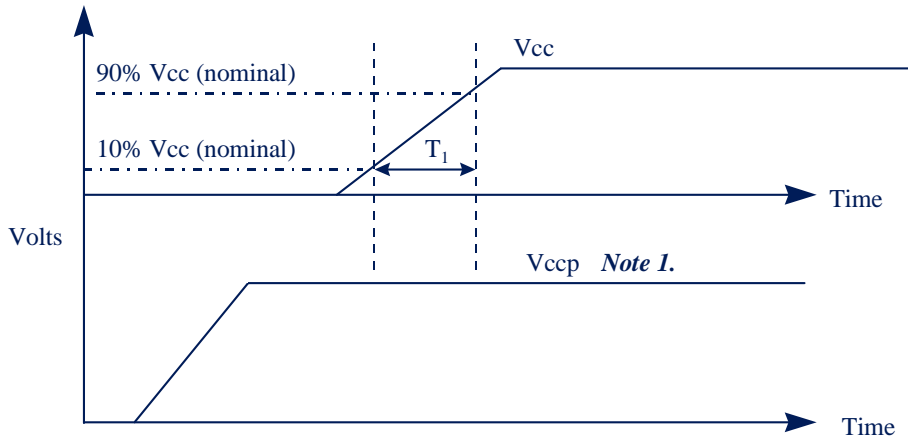 Vcc
90% Vcc (nominal)
10% Vcc (nominal)
T1
Time
Volts
Vccp Note 1.
Time